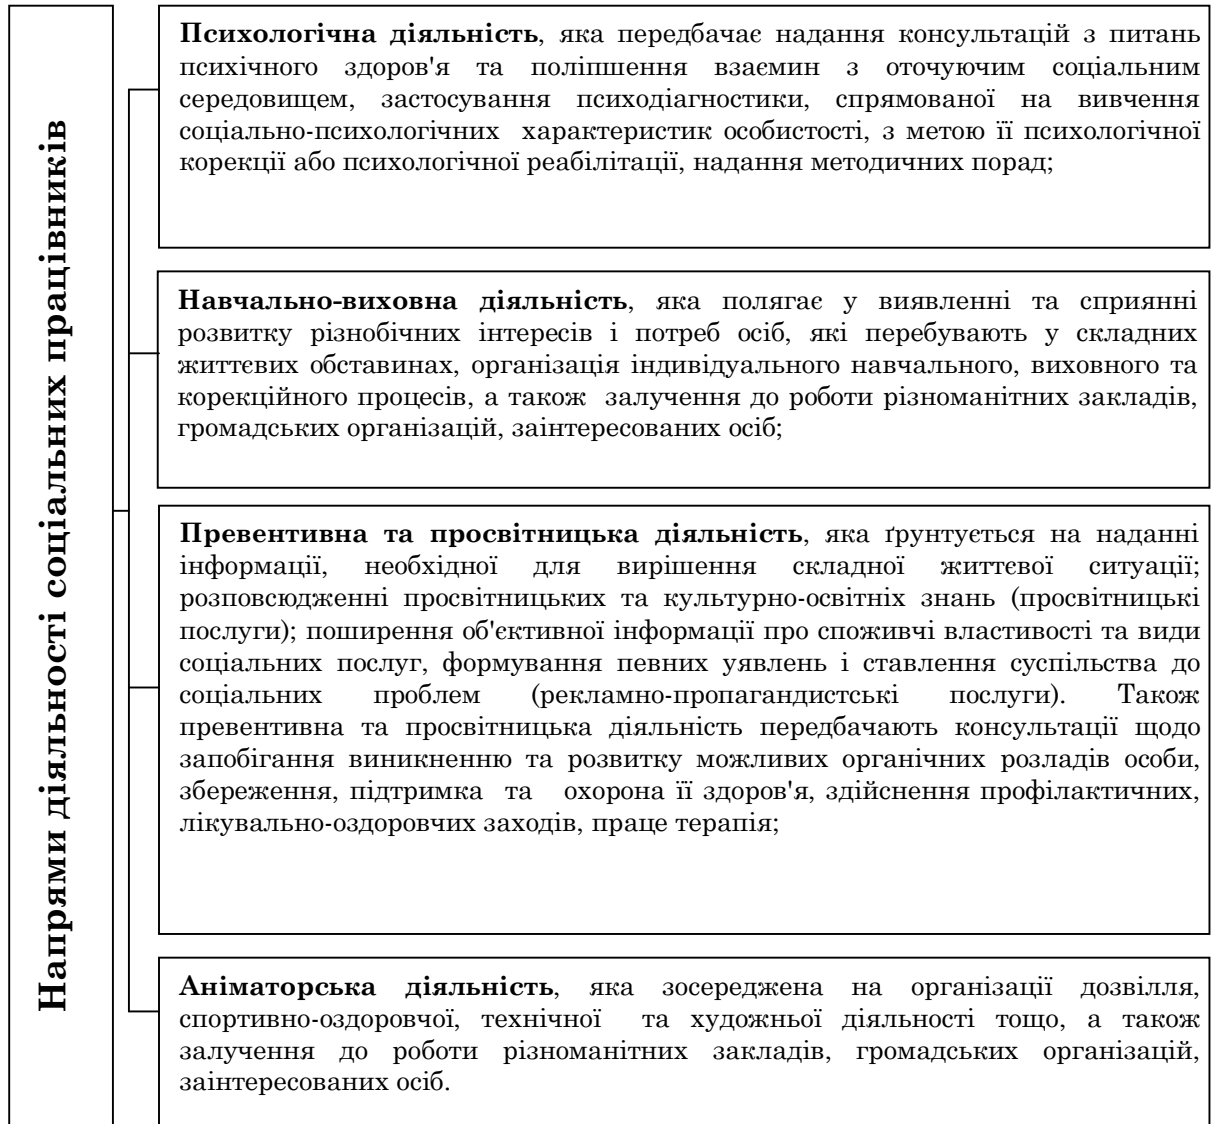 Напрями діяльності соціальних працівників
Психологічна діяльність, яка передбачає надання консультацій з питань
психічного здоров'я та поліпшення взаємин з оточуючим соціальним
середовищем, застосування психодіагностики, спрямованої на вивчення
соціально-психологічних характеристик особистості, з метою її психологічної
корекції або психологічної реабілітації, надання методичних порад;
Навчально-виховна діяльність, яка полягає у виявленні та сприянні
розвитку різнобічних інтересів і потреб осіб, які перебувають у складних
життєвих обставинах, організація індивідуального навчального, виховного та
корекційного процесів, а також залучення до роботи різноманітних закладів,
громадських організацій, заінтересованих осіб;
Превентивна та просвітницька діяльність, яка ґрунтується на наданні
інформації, необхідної для вирішення складної життєвої ситуації;
розповсюдженні просвітницьких та культурно-освітніх знань (просвітницькі
послуги); поширення об'єктивної інформації про споживчі властивості та види
соціальних послуг, формування певних уявлень і ставлення суспільства до
соціальних проблем (рекламно-пропагандистські послуги). Також
превентивна та просвітницька діяльність передбачають консультації щодо
запобігання виникненню та розвитку можливих органічних розладів особи,
збереження, підтримка та охорона її здоров'я, здійснення профілактичних,
лікувально-оздоровчих заходів, праце терапія;
Аніматорська діяльність, яка зосереджена на організації дозвілля,
спортивно-оздоровчої, технічної та художньої діяльності тощо, а також
залучення до роботи різноманітних закладів, громадських організацій,
заінтересованих осіб.